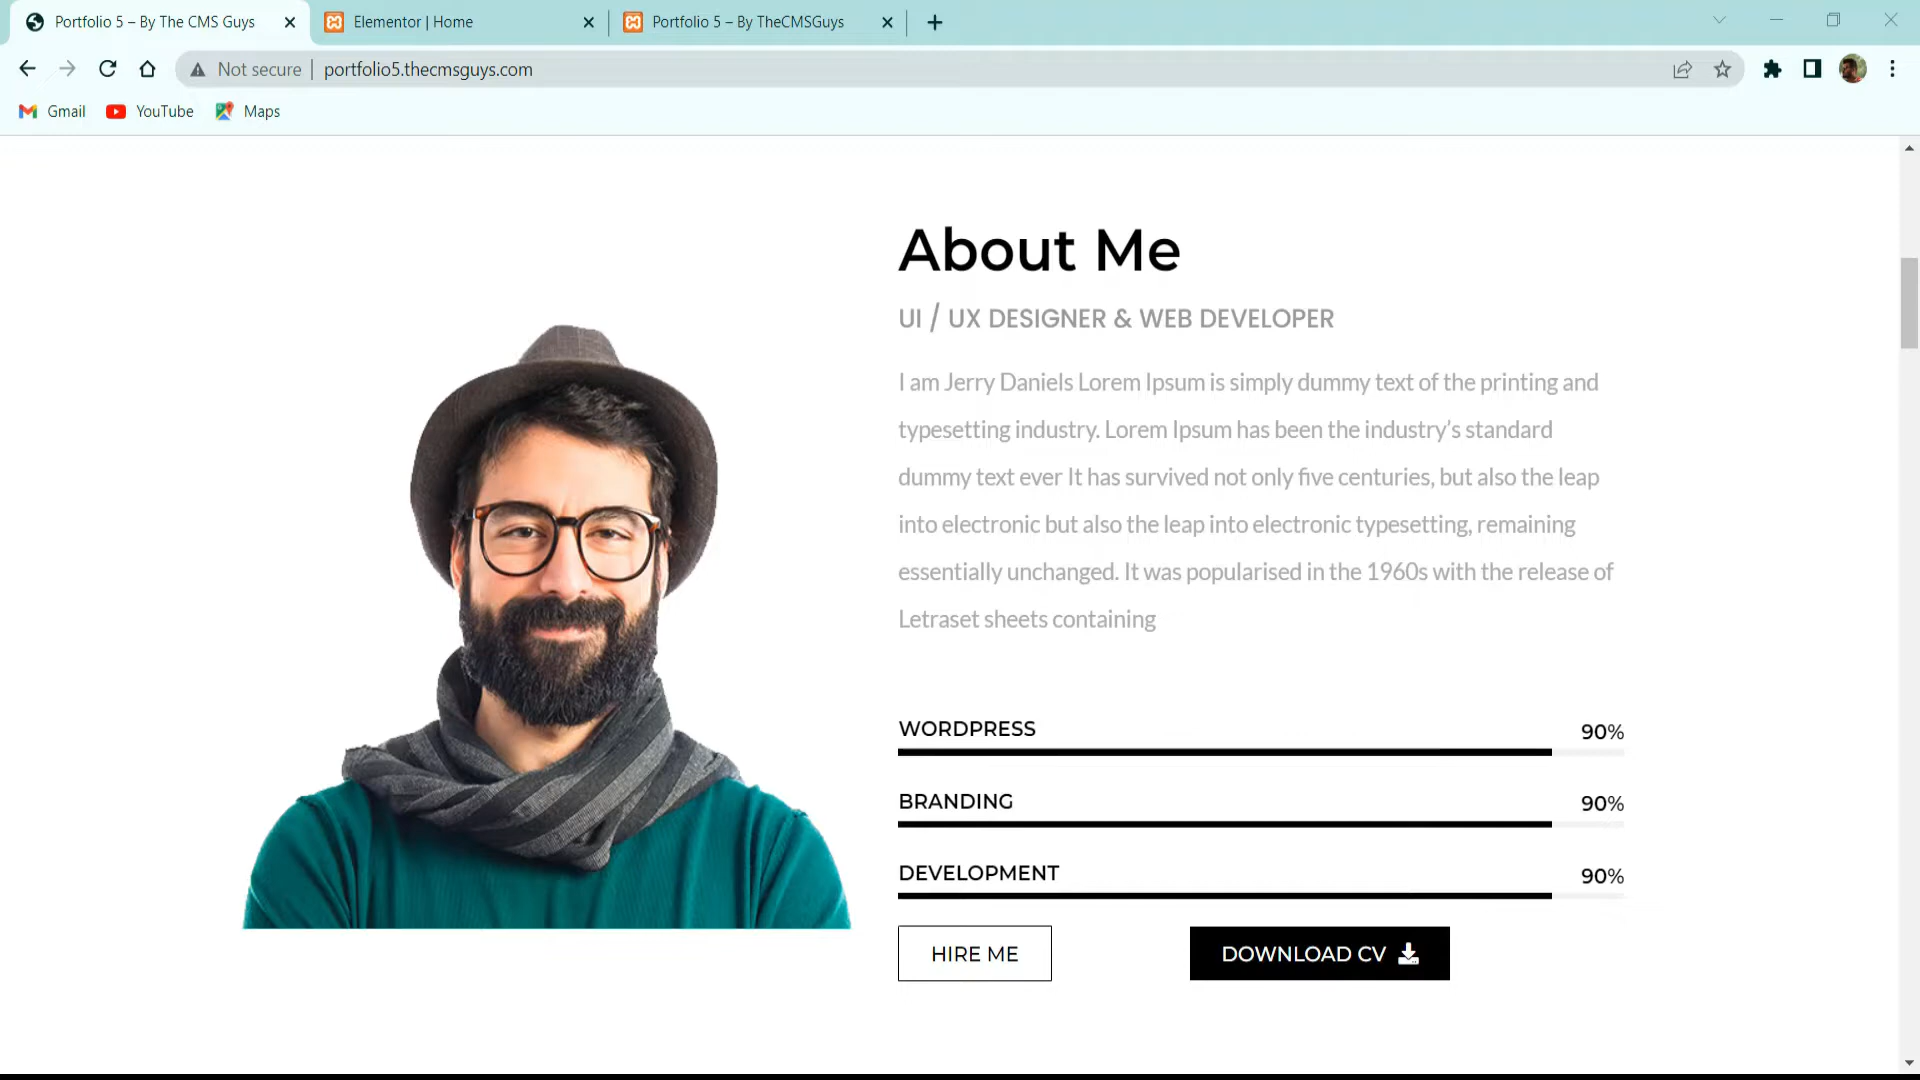 Portfolio 5 – By The CMS Guys
Elementor | Home
Portfolio 5 – By TheCMSGuys
Not secure
portfolio5.thecmsguys.com
Gmail
YouTube
Maps
About Me
UI / UX DESIGNER & WEB DEVELOPER
I am Jerry Daniels Lorem Ipsum is simply dummy text of the printing and
typesetting industry. Lorem Ipsum has been the industry’s standard
dummy text ever It has survived not only five centuries, but also the leap
into electronic but also the leap into electronic typesetting, remaining
essentially unchanged. It was popularised in the 1960s with the release of
Letraset sheets containing
WORDPRESS 90%
BRANDING 90%
DEVELOPMENT 90%
HIRE ME
DOWNLOAD CV